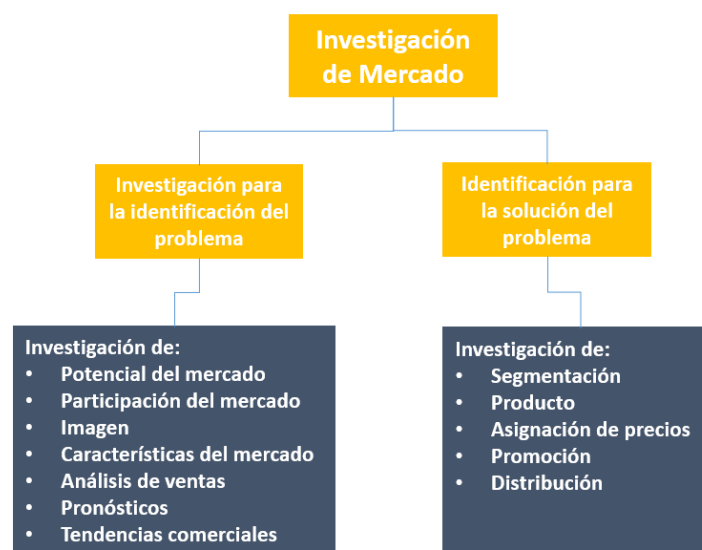 Investigación
de Mercado
Investigación para
la identificación del
problema
Identificación para
la solución del
problema
Investigación de:
• Potencial del mercado
• Participación del mercado
• Imagen
• Características del mercado
• Análisis de ventas
• Pronósticos
• Tendencias comerciales
Investigación de:
• Segmentación
• Producto
• Asignación de precios
• Promoción
• Distribución